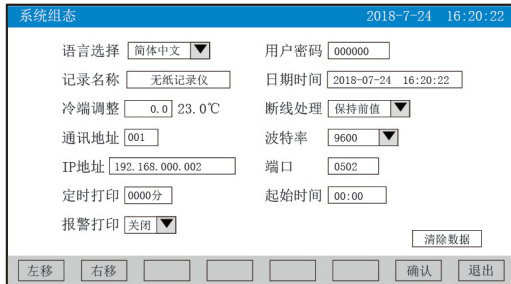 系统组态 2018-7-24 16:20:22
语言选择 简体中文 用户密码 000000
记录名称 无纸记录仪 日期时间 2018-07-24 16:20:22
冷端调整 0.0 23.0℃ 断线处理 保持前值
通讯地址 001 波特率 9600
IP地址 192.168.000.002 端口 0502
定时打印 0000分 起始时间 00:00
报警打印 关闭
清除数据
左移 右移 确认 退出